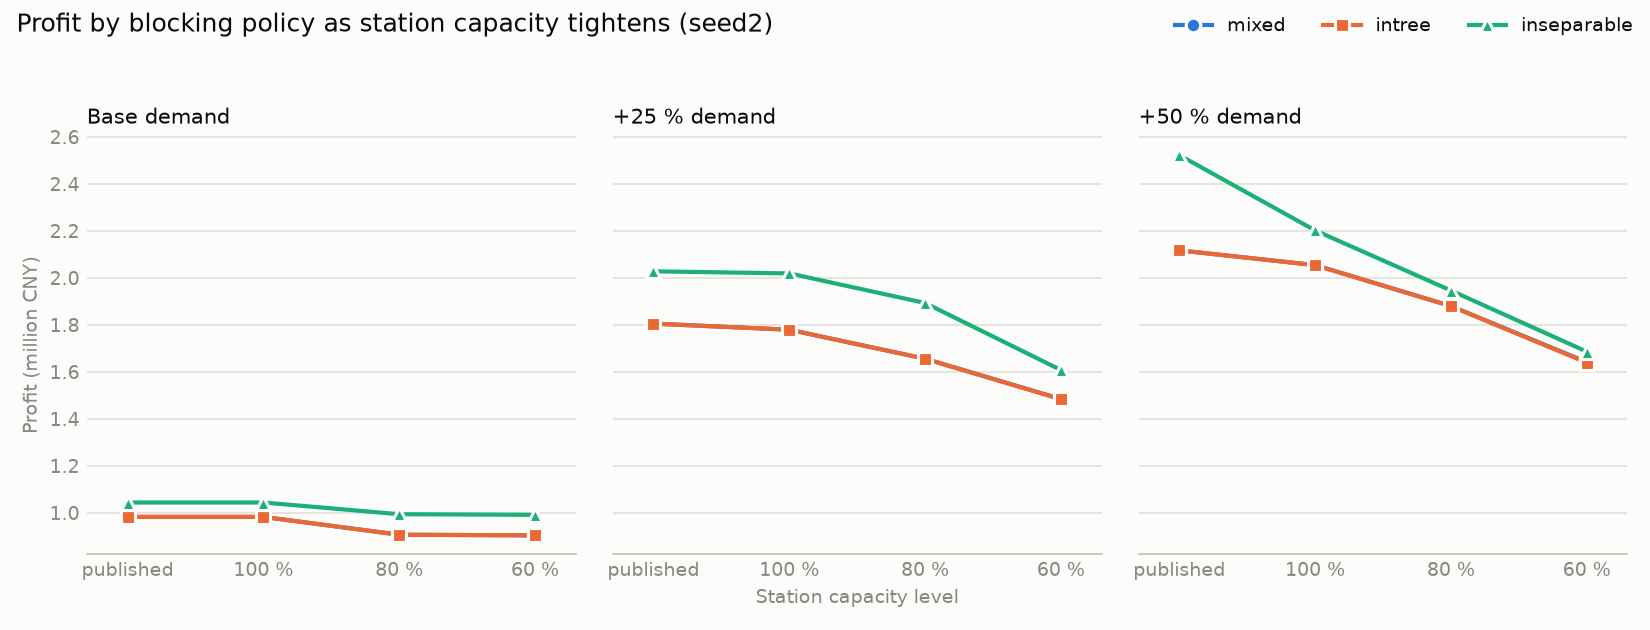 Profit by blocking policy as station capacity tightens (seed2)
mixed
intree
inseparable
Base demand
+25 % demand
+50 % demand
Profit (million CNY)
2.6
2.4
2.2
2.0
1.8
1.6
1.4
1.2
1.0
published 100 % 80 % 60 %
published 100 % 80 % 60 %
published 100 % 80 % 60 %
Station capacity level